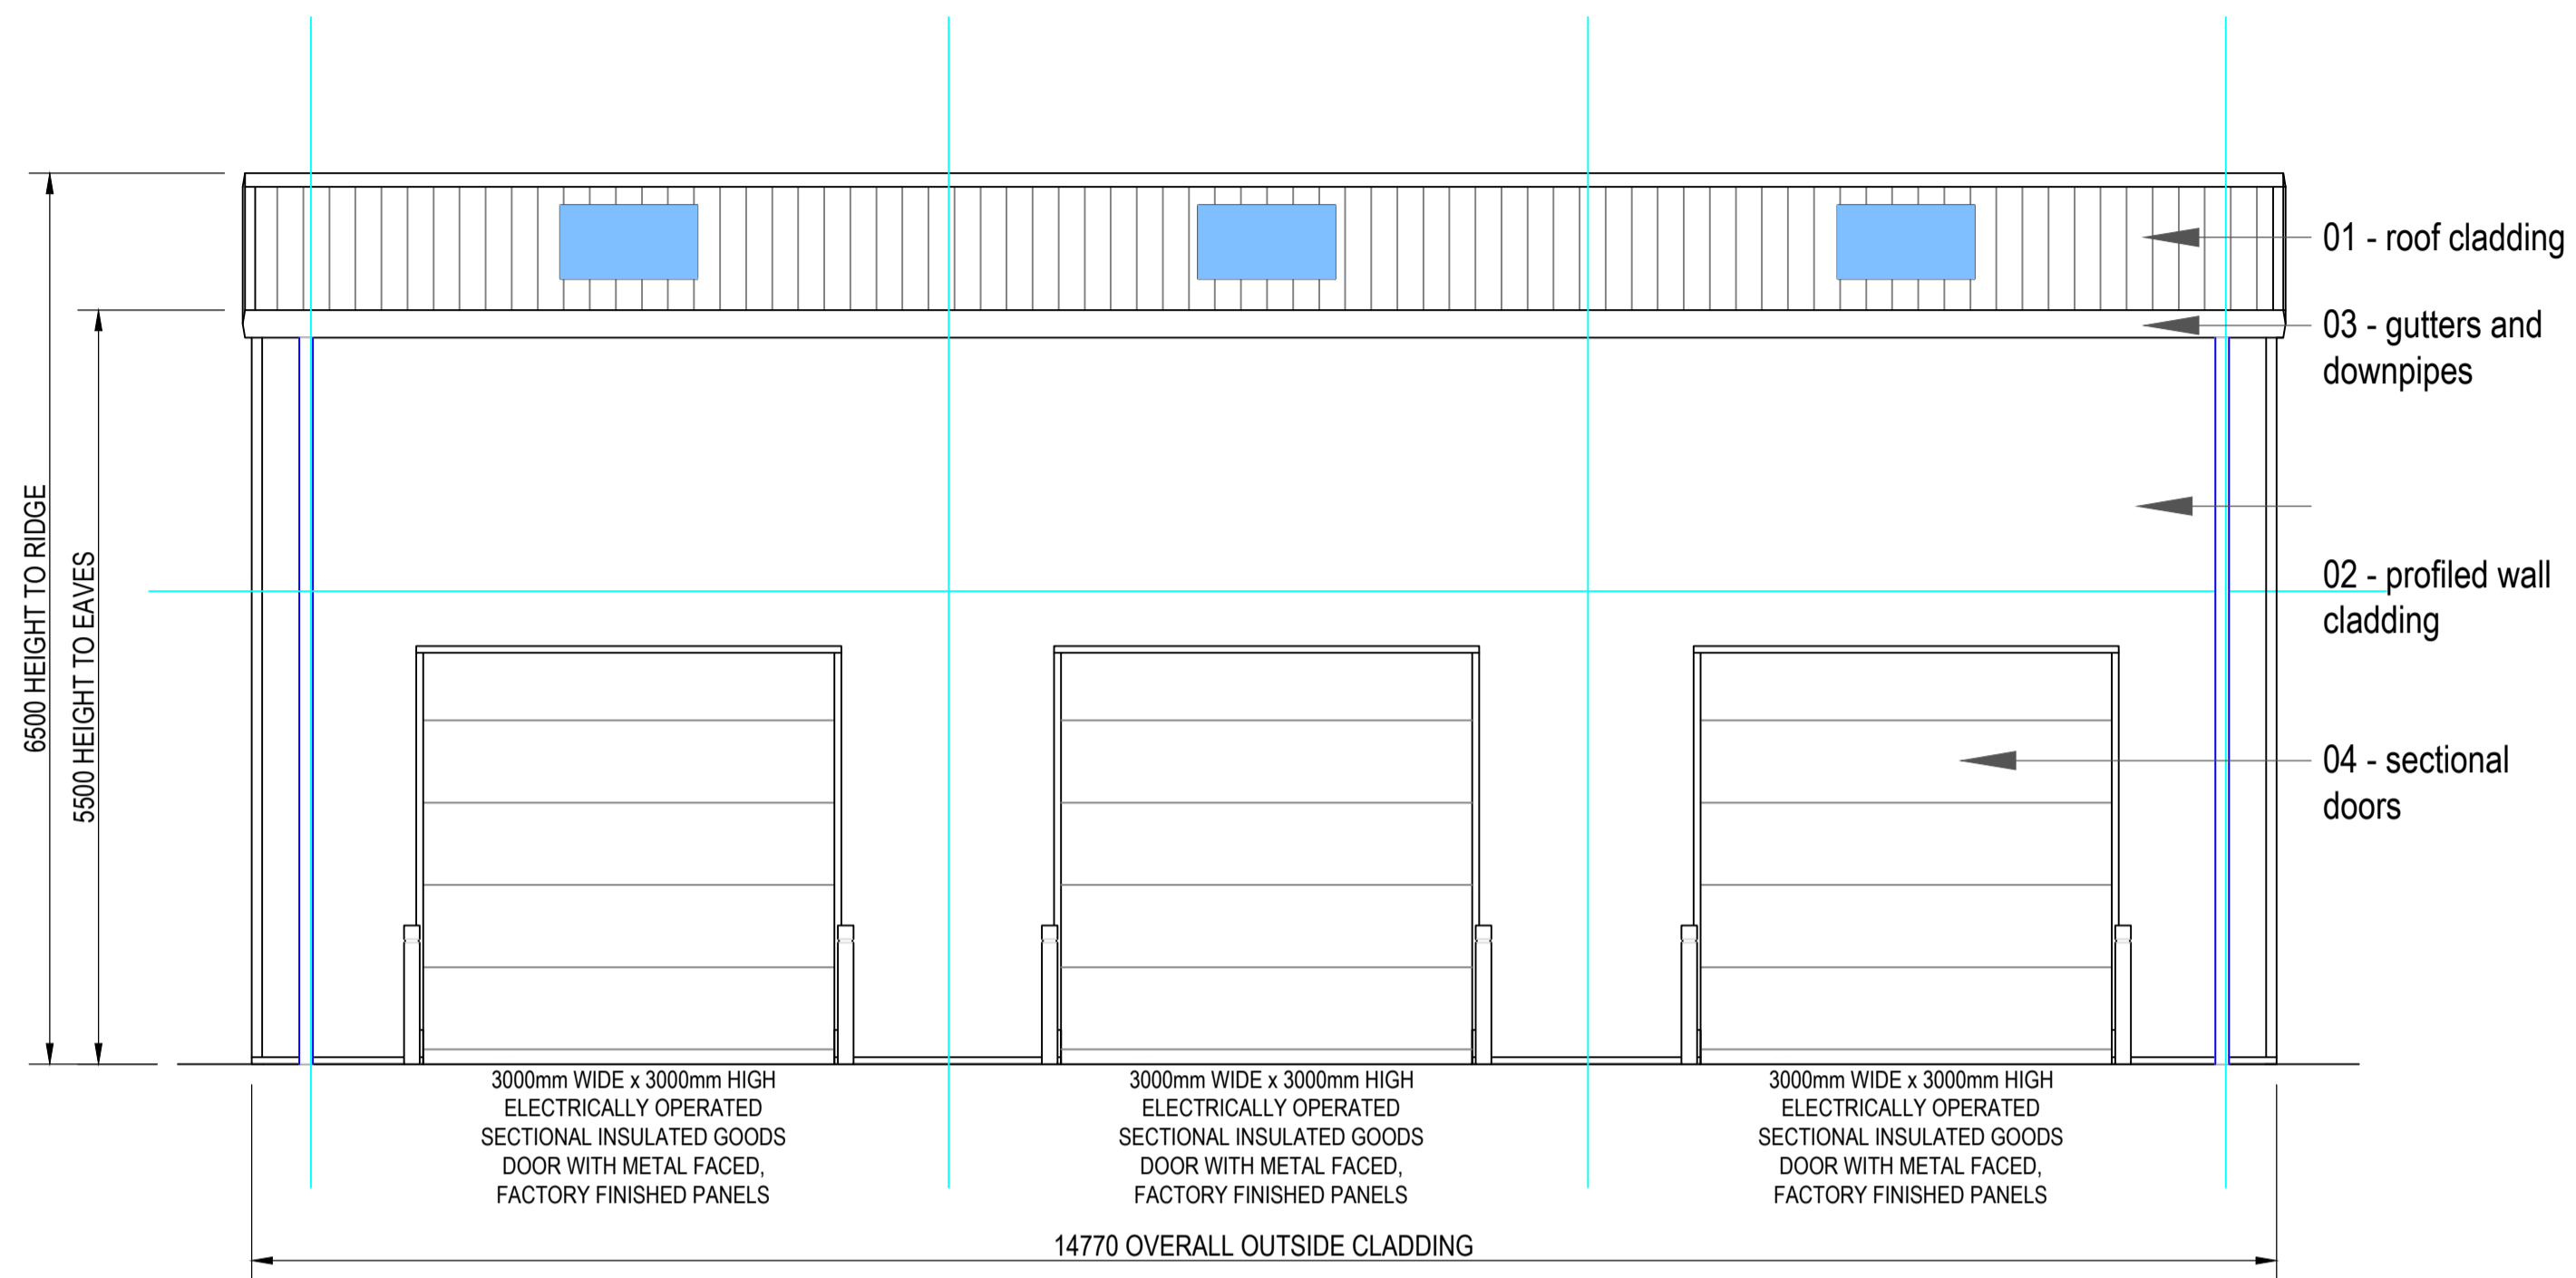 6500 HEIGHT TO RIDGE
5500 HEIGHT TO EAVES
01 - roof cladding
03 - gutters and
downpipes
02 - profiled wall
cladding
04 - sectional
doors
3000mm WIDE x 3000mm HIGH
ELECTRICALLY OPERATED
SECTIONAL INSULATED GOODS
DOOR WITH METAL FACED,
FACTORY FINISHED PANELS
3000mm WIDE x 3000mm HIGH
ELECTRICALLY OPERATED
SECTIONAL INSULATED GOODS
DOOR WITH METAL FACED,
FACTORY FINISHED PANELS
3000mm WIDE x 3000mm HIGH
ELECTRICALLY OPERATED
SECTIONAL INSULATED GOODS
DOOR WITH METAL FACED,
FACTORY FINISHED PANELS
14770 OVERALL OUTSIDE CLADDING